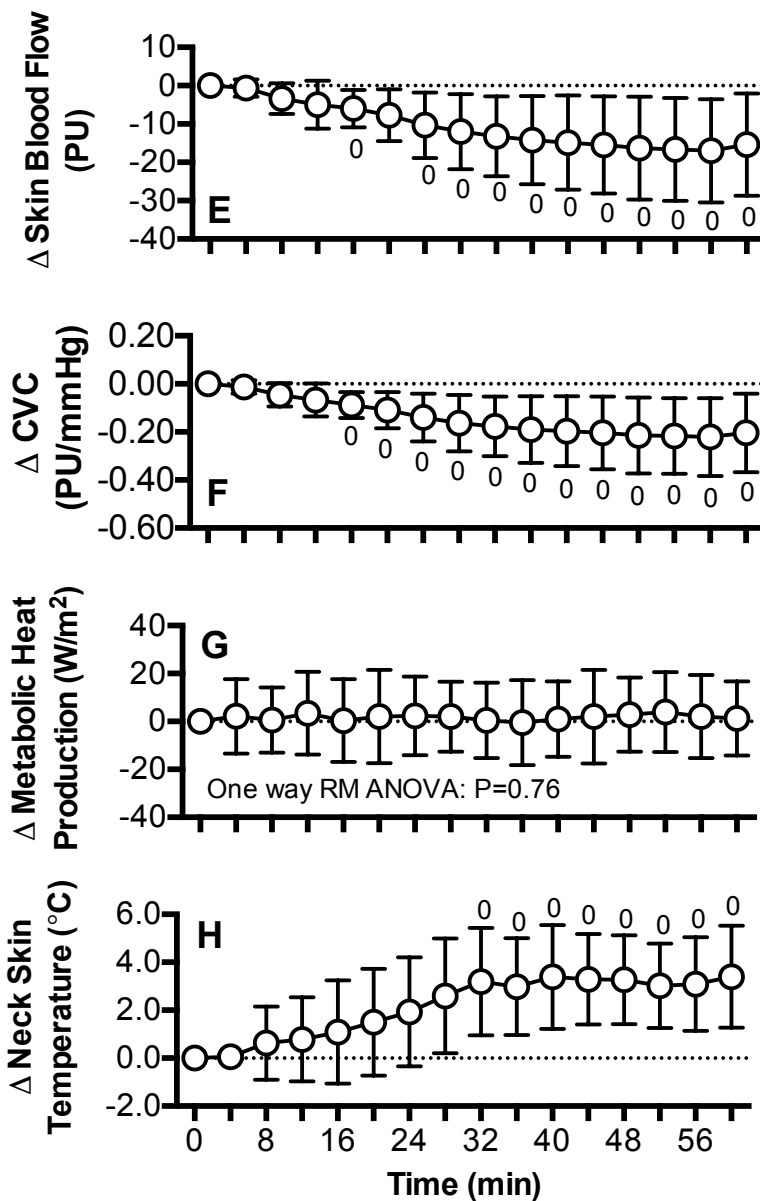 Δ Skin Blood Flow
(PU)
10
0
-10
-20
-30
-40
E
0 0 0 0 0 0 0 0 0 0 0
Δ CVC
(PU/mmHg)
0.20
0.00
-0.20
-0.40
-0.60
F
0 0 0 0 0 0 0 0 0 0 0 0
Δ Metabolic Heat
Production (W/m²)
40
20
0
-20
-40
G
One way RM ANOVA: P=0.76
Δ Neck Skin
Temperature (°C)
6.0
4.0
2.0
0.0
-2.0
H
0 0 0 0 0 0 0 0
0 8 16 24 32 40 48 56
Time (min)